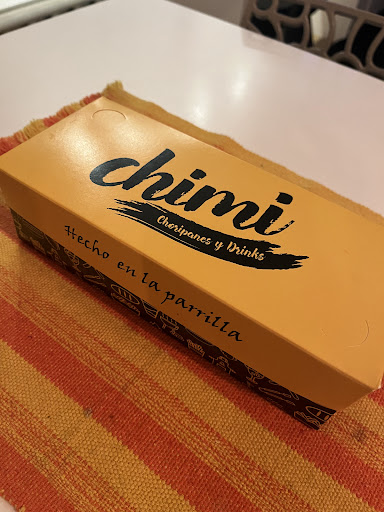 chimi
Choripanes y Drinks
Hecho en la parrilla